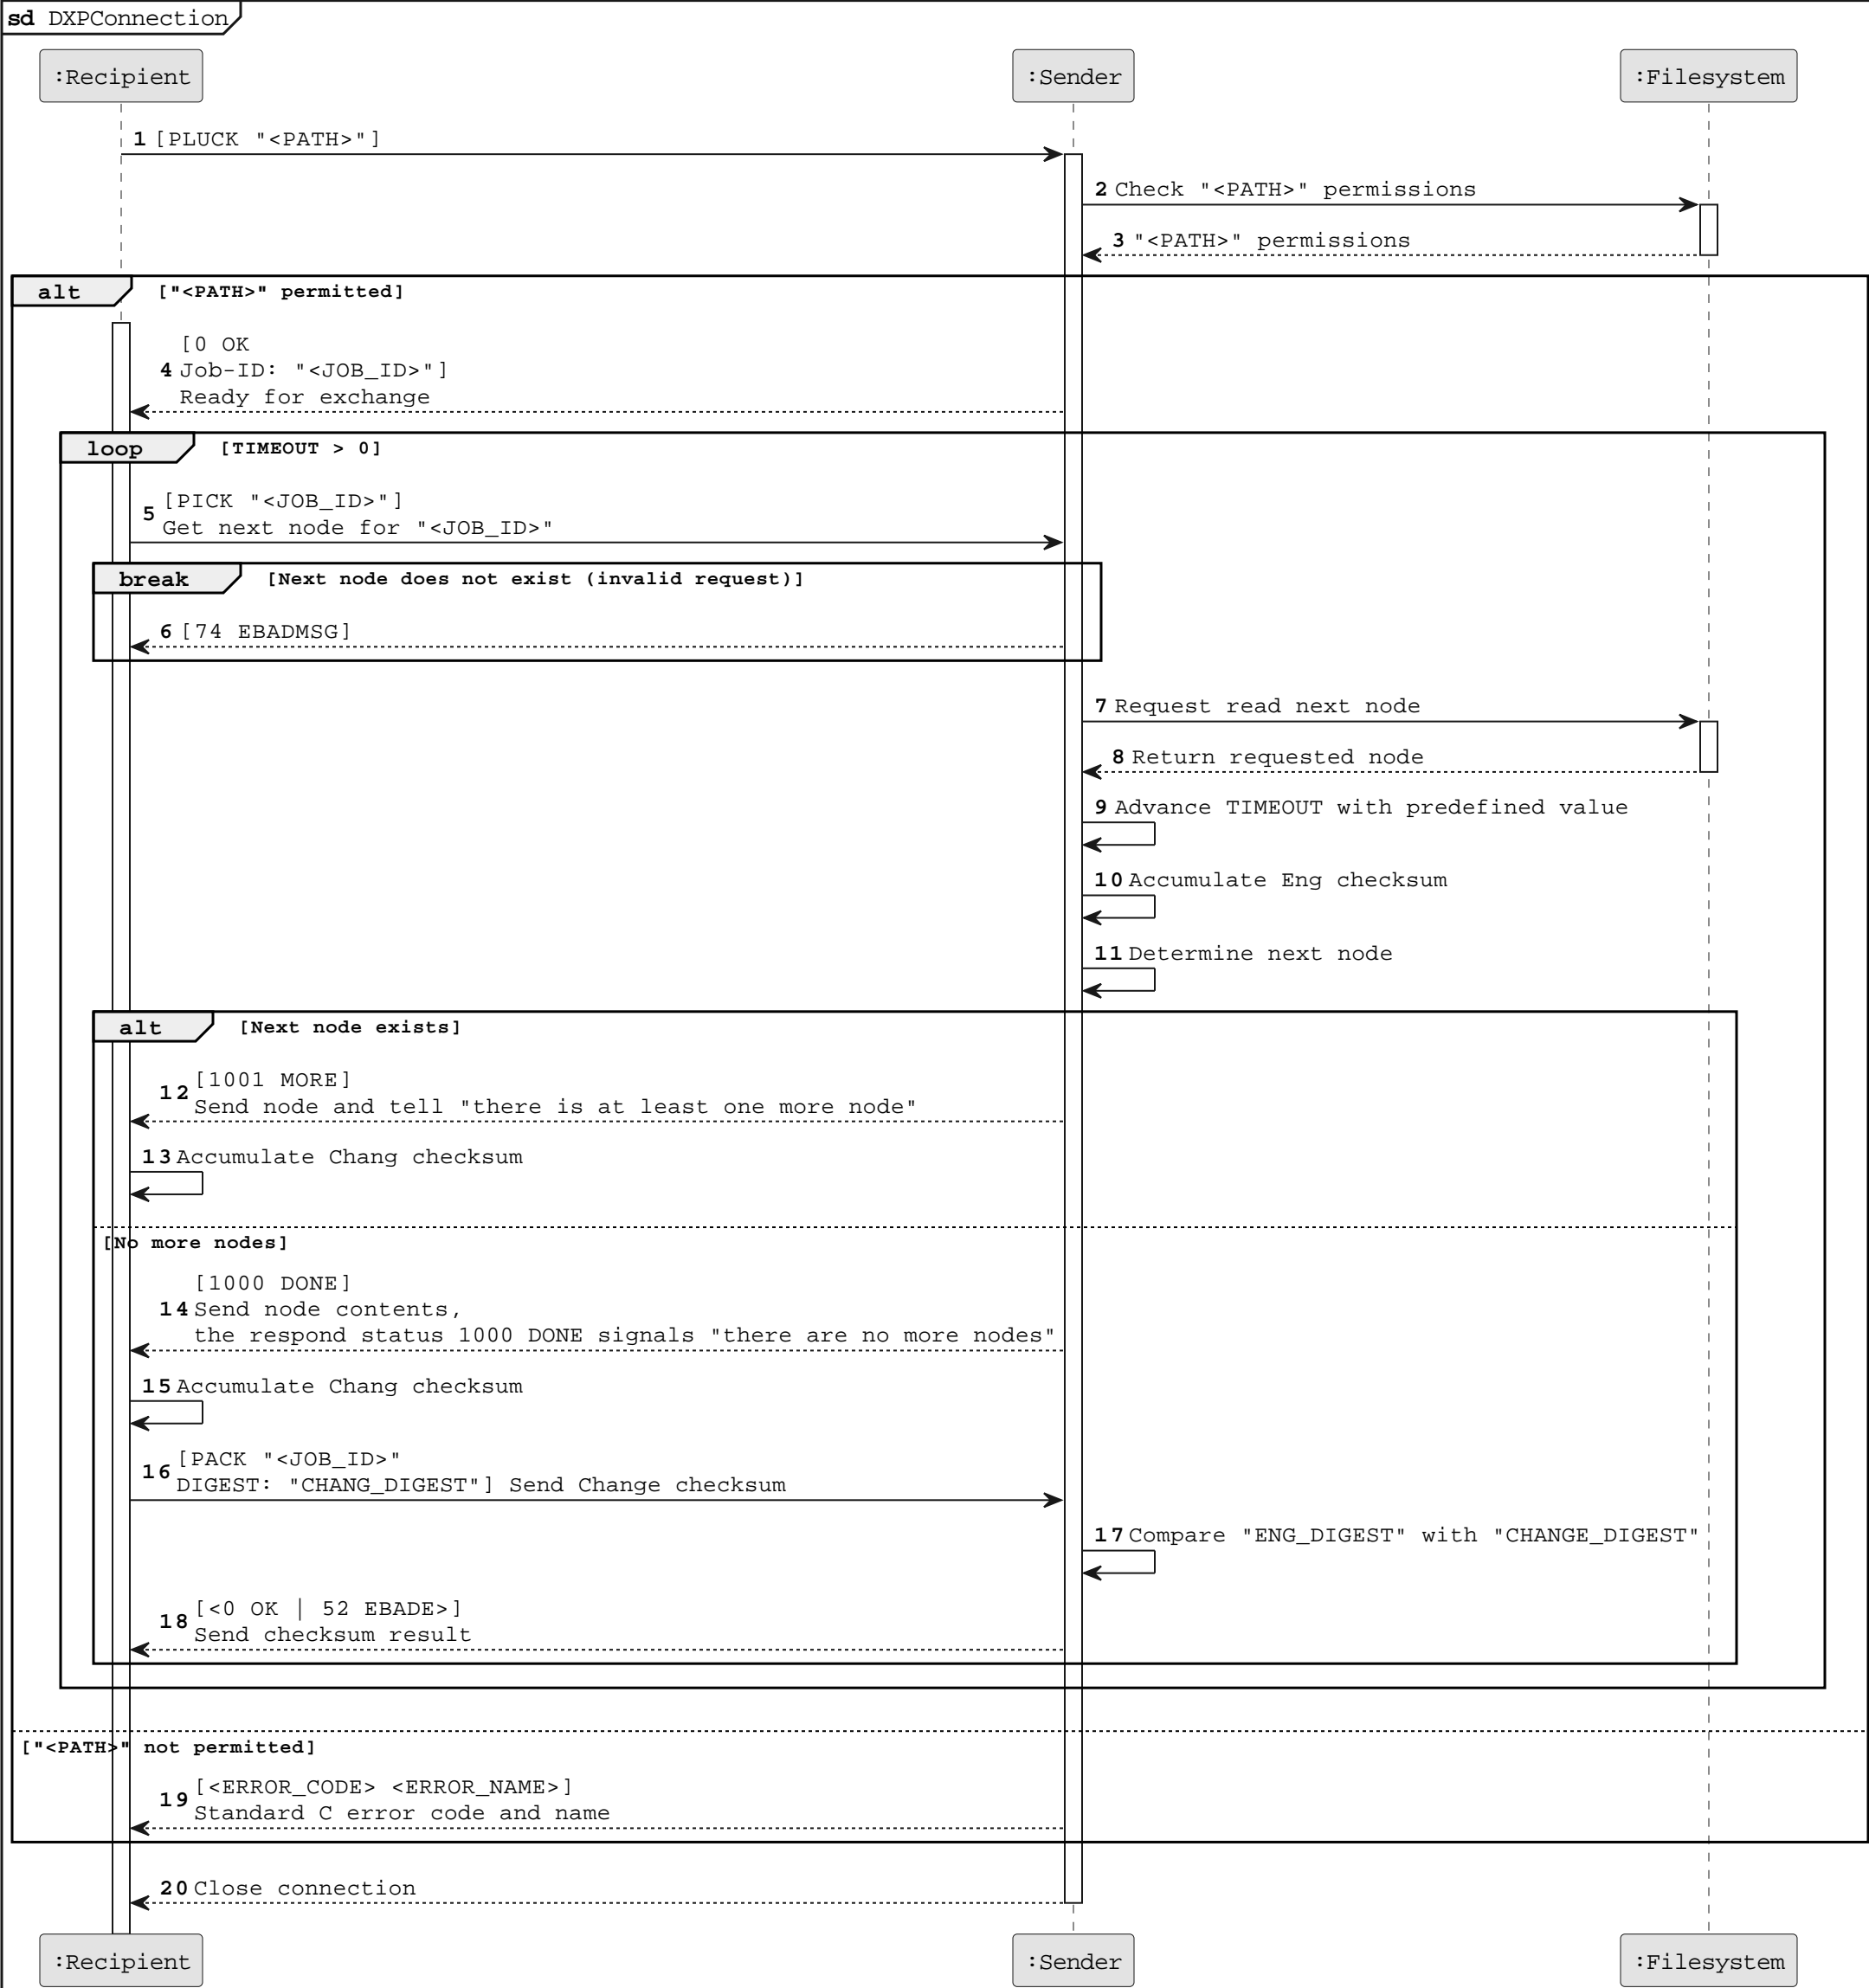 sd DXPConnection
:Recipient
:Sender
:Filesystem
1 [PLUCK "<PATH>"]
2 Check "<PATH>" permissions
3 "<PATH>" permissions
alt ["<PATH>" permitted]
[0 OK
4 Job-ID: "<JOB_ID>"]
Ready for exchange
loop [TIMEOUT > 0]
5 [PICK "<JOB_ID>"]
Get next node for "<JOB_ID>"
break [Next node does not exist (invalid request)]
6 [74 EBADMSG]
7 Request read next node
8 Return requested node
9 Advance TIMEOUT with predefined value
10 Accumulate Eng checksum
11 Determine next node
alt [Next node exists]
12 [1001 MORE]
Send node and tell "there is at least one more node"
13 Accumulate Chang checksum
[No more nodes]
[1000 DONE]
14 Send node contents,
the respond status 1000 DONE signals "there are no more nodes"
15 Accumulate Chang checksum
16 [PACK "<JOB_ID>"
DIGEST: "CHANG_DIGEST"] Send Change checksum
17 Compare "ENG_DIGEST" with "CHANGE_DIGEST"
18 [<0 OK | 52 EBADE>]
Send checksum result
["<PATH>" not permitted]
19 [<ERROR_CODE> <ERROR_NAME>]
Standard C error code and name
20 Close connection
:Recipient
:Sender
:Filesystem